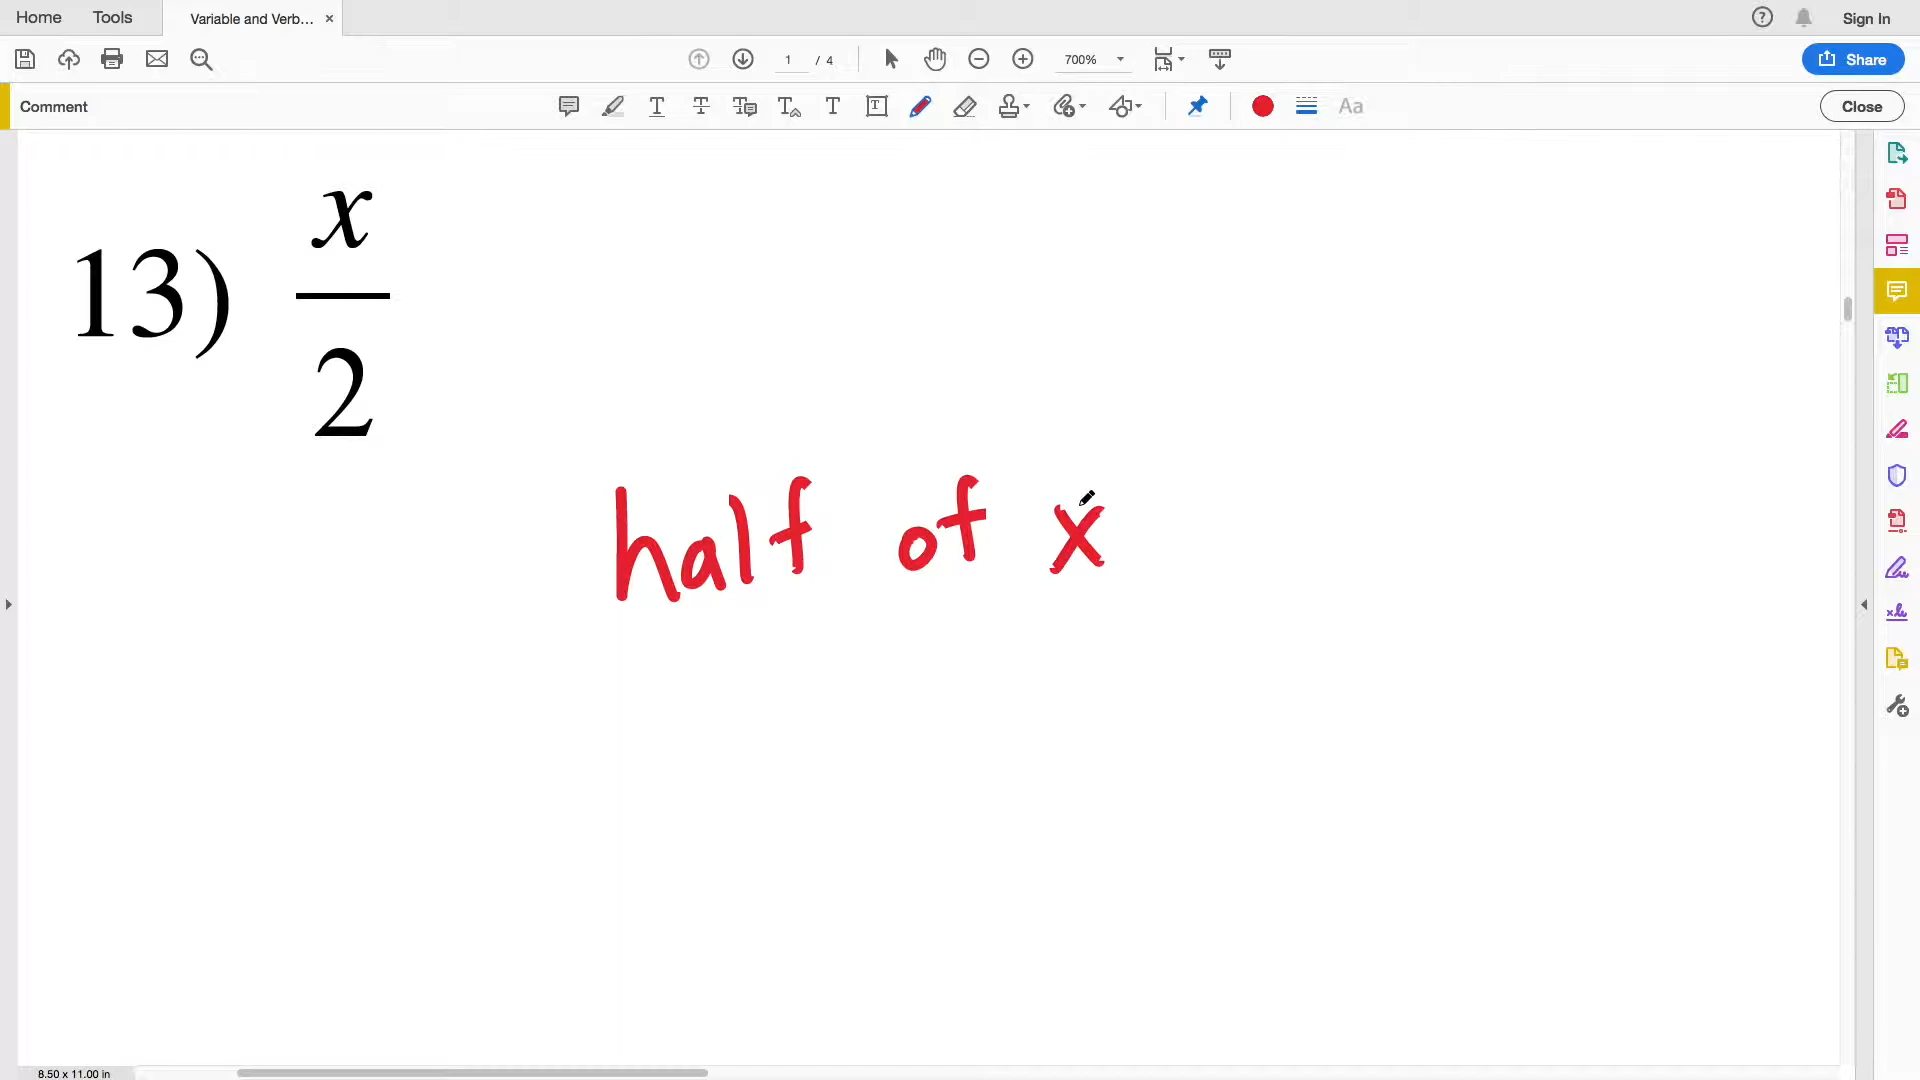 Home Tools Variable and Verb... × Sign In
1 / 4 700% Share
Comment T T T T T T Aa Close
13) x/2
half of x
8.50 x 11.00 in